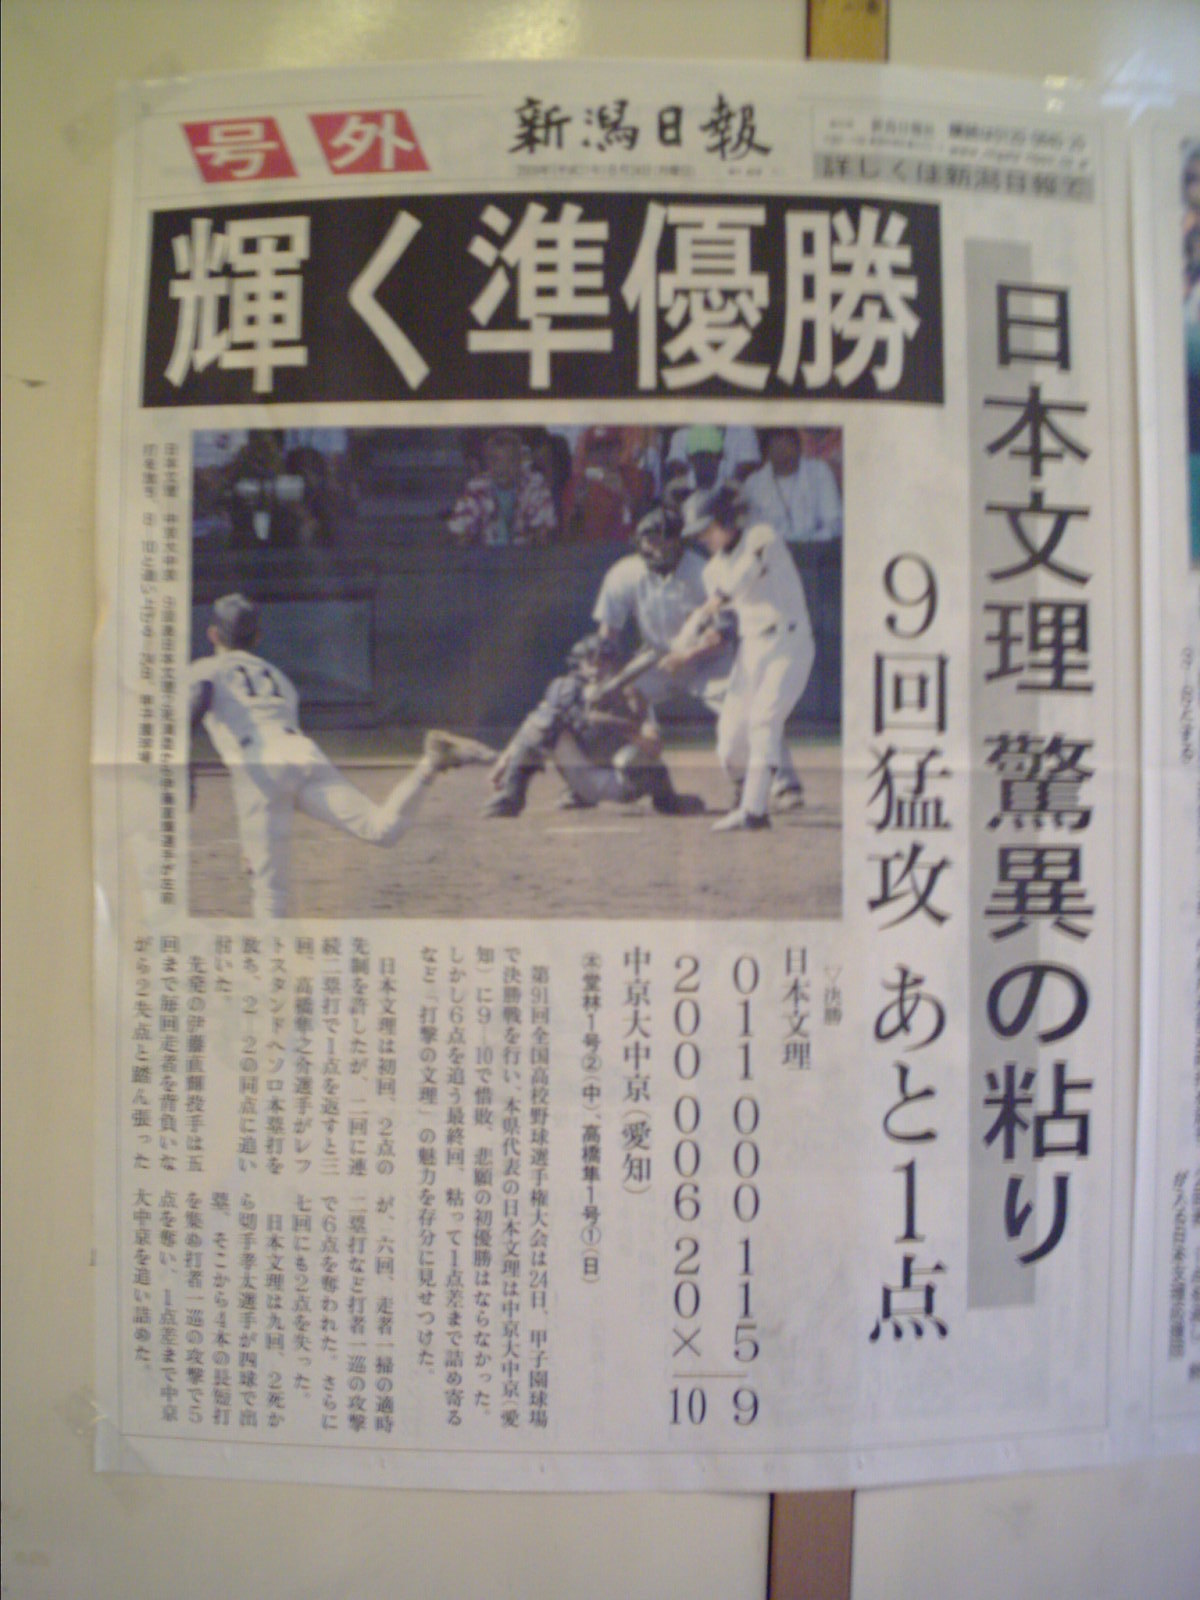 号外
新潟日報
詳しくは新潟日報で
輝く準優勝
日本文理 驚異の粘り
9回猛攻 あと1点
▽決勝
日本文理
011 000 115 9
200 006 20× 10
中京大中京(愛知)
本堂林1号②(中)、高橋隼1号①(日)
第91回全国高校野球選手権大会は24日、甲子園球場
で決勝戦を行い、本県代表の日本文理は中京大中京(愛
知)に9―10で惜敗、悲願の初優勝はならなかった。
しかし6点を追う最終回、粘って1点差まで詰め寄る
など「打撃の文理」の魅力を存分に見せつけた。
日本文理は初回、2点の
先制を許したが、二回に連
続二塁打で1点を返すと三
回、高橋隼之介選手がレフ
トスタンドへソロ本塁打を
放ち、2―2の同点に追い
付いた。
先発の伊藤直輝投手は五
回まで毎回走者を背負いな
がら2失点と踏ん張った
が、六回、走者一掃の適時
二塁打など打者一巡の攻撃
で6点を奪われた。さらに
七回にも2点を失った。
日本文理は九回、2死か
ら切手孝太選手が四球で出
塁、そこから4本の長短打
を集め打者一巡の攻撃で5
点を奪い、1点差まで中京
大中京を追い詰めた。